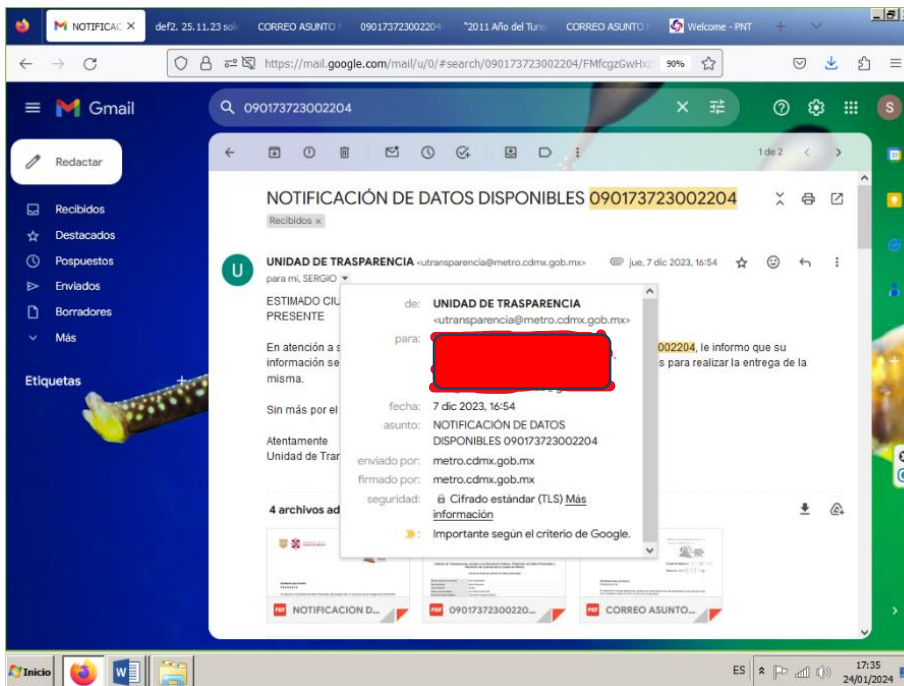 NOTIFICAC
def2. 25.11.23 soli
CORREO ASUNTO
090173723002204
"2011 Año del Turis
CORREO ASUNTO
Welcome - PNT
https://mail.google.com/mail/u/0/#search/090173723002204/
90%
Gmail
090173723002204
S
Redactar
1 de 2
Recibidos
Destacados
Pospuestos
Enviados
Borradores
Más
Etiquetas
NOTIFICACIÓN DE DATOS DISPONIBLES 090173723002204
Recibidos x
U
UNIDAD DE TRASPARENCIA <utransparencia@metro.cdmx.gob.mx>
jue, 7 dic 2023, 16:54
para mí, SERGIO
ESTIMADO CIU
PRESENTE
En atención a s
002204, le informo que su
información se
s para realizar la entrega de la
misma.
Sin más por el
Atentamente
Unidad de Tran
de: UNIDAD DE TRASPARENCIA
<utransparencia@metro.cdmx.gob.mx>
para:
fecha: 7 dic 2023, 16:54
asunto: NOTIFICACIÓN DE DATOS
DISPONIBLES 090173723002204
enviado por: metro.cdmx.gob.mx
firmado por: metro.cdmx.gob.mx
seguridad: Cifrado estándar (TLS) Más
información
Importante según el criterio de Google.
4 archivos ad
PDF NOTIFICACION D...
PDF 09017372300220...
PDF CORREO ASUNTO...
Inicio
ES
17:35
24/01/2024